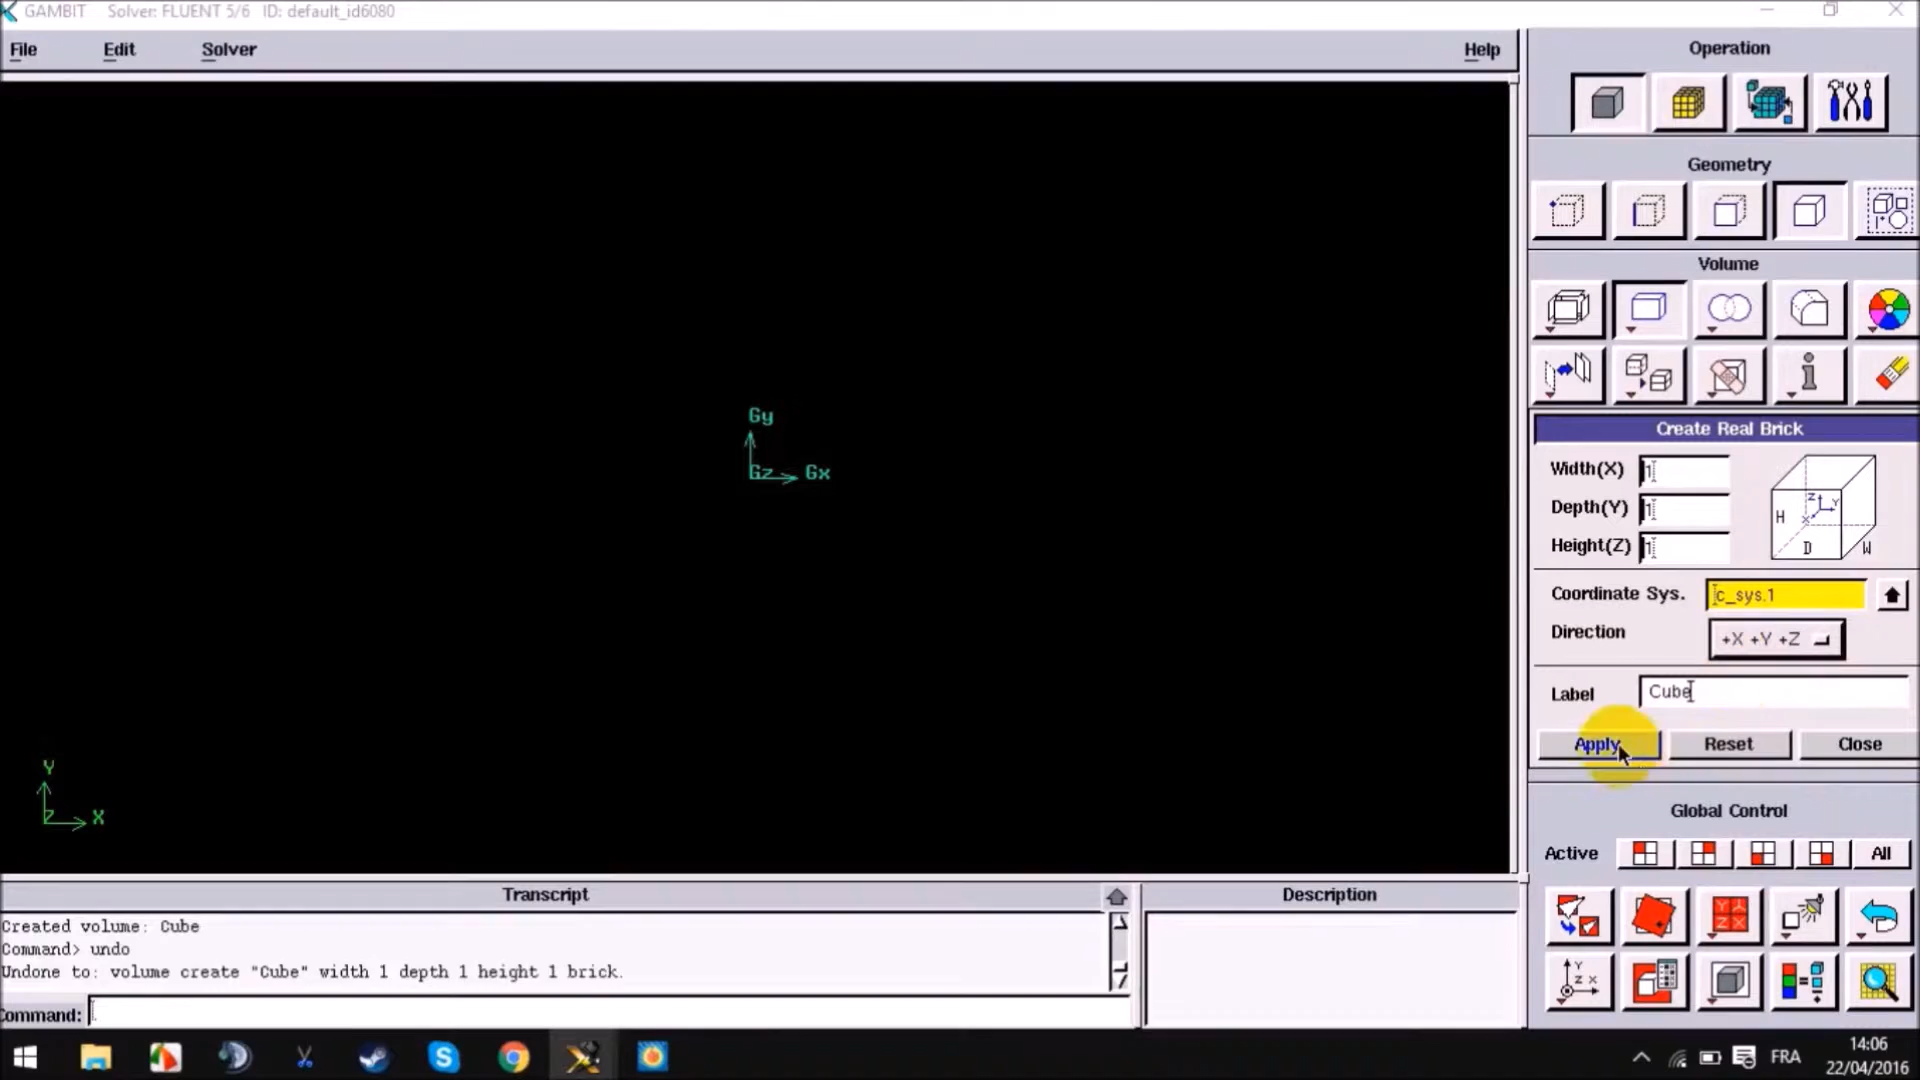 GAMBIT Solver: FLUENT 5/6 ID: default_id6080
File Edit Solver Help
Operation
Geometry
Volume
Create Real Brick
Width(X) 1
Depth(Y) 1
Height(Z) 1
Z Y X H D W
Coordinate Sys. c_sys.1
Direction +X +Y +Z
Label Cube
Apply Reset Close
Gy
Gz Gx
Y
Z X
Global Control
Active All
Transcript
Created volume: Cube
Command> undo
Undone to: volume create "Cube" width 1 depth 1 height 1 brick.
Command:
Description
14:06
FRA
22/04/2016